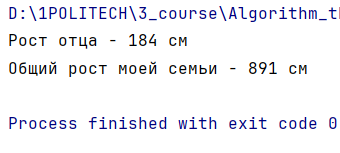 D:\1POLITECH\3_course\Algorithm_t
Рост отца - 184 см
Общий рост моей семьи - 891 см
Process finished with exit code 0